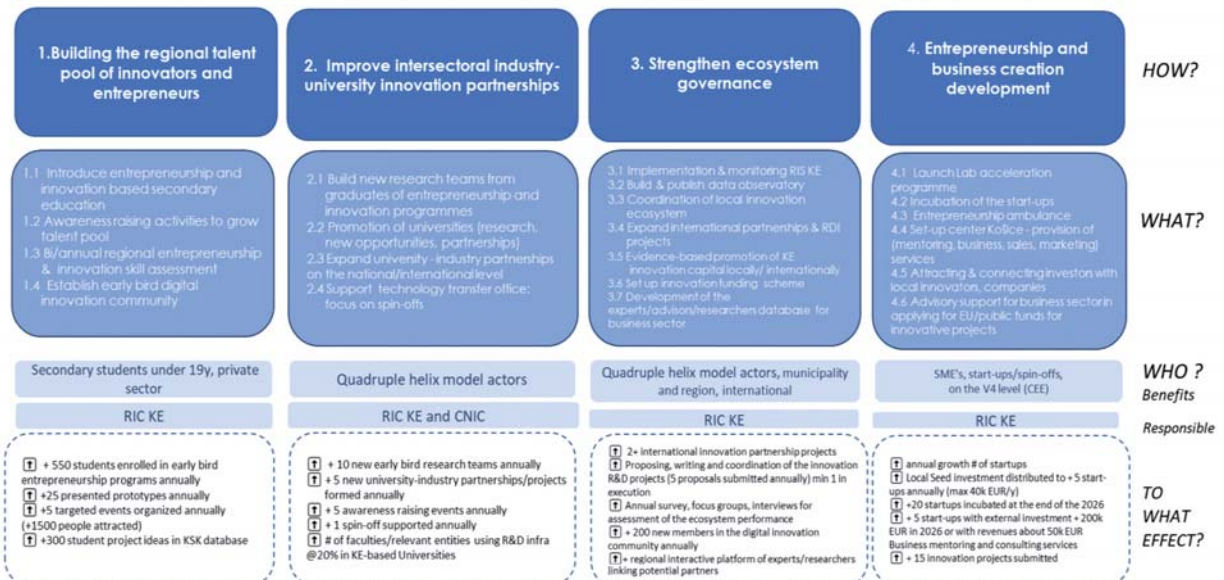 1.Building the regional talent
pool of innovators and
entrepreneurs
2. Improve intersectoral industry-
university innovation partnerships
3. Strengthen ecosystem
governance
4. Entrepreneurship and
business creation
development
HOW?
1.1 Introduce entrepreneurship and
innovation based secondary
education
1.2 Awareness raising activities to grow
talent pool
1.3 Bi/annual regional entrepreneurship
& innovation skill assessment
1.4 Establish early bird digital
innovation community
2.1 Build new research teams from
graduates of entrepreneurship and
innovation programmes
2.2 Promotion of universities (research,
new opportunities, partnerships)
2.3 Expand university - industry partnerships
on the national/international level
2.4 Support technology transfer office:
focus on spin-offs
3.1 Implementation & monitoring RIS KE
3.2 Build & publish data observatory
3.3 Coordination of local innovation
ecosystem
3.4 Expand international partnerships & RDI
projects
3.5 Evidence-based promotion of KE
innovation capital locally/ internationally
3.6 Set up innovation funding scheme
3.7 Development of the
experts/advisors/researchers database for
business sector
4.1 Launch Lab acceleration
programme
4.2 Incubation of the start-ups
4.3 Entrepreneurship ambulance
4.4 Set-up center Košice - provision of
(mentoring, business, sales, marketing)
services
4.5 Attracting & connecting investors with
local innovators, companies
4.6 Advisory support for business sector in
applying for EU/public funds for
innovative projects
WHAT?
Secondary students under 19y, private
sector
Quadruple helix model actors
Quadruple helix model actors, municipality
and region, international
SME's, start-ups/spin-offs,
on the V4 level (CEE)
WHO ?
Benefits
RIC KE
RIC KE and CNIC
RIC KE
RIC KE
Responsible
↑ + 550 students enrolled in early bird
entrepreneurship programs annually
↑ +25 presented prototypes annually
↑ +5 targeted events organized annually
(+1500 people attracted)
↑ +300 student project ideas in KSK database
↑ + 10 new early bird research teams annually
↑ + 5 new university-industry partnerships/projects
formed annually
↑ + 5 awareness raising events annually
↑ + 1 spin-off supported annually
↑ # of faculties/relevant entities using R&D infra
@20% in KE-based Universities
↑ 2+ international innovation partnership projects
↑ Proposing, writing and coordination of the innovation
R&D projects (5 proposals submitted annually) min 1 in
execution
↑ Annual survey, focus groups, interviews for
assessment of the ecosystem performance
↑ + 200 new members in the digital innovation
community annually
↑ + regional interactive platform of experts/researchers
linking potential partners
↑ annual growth # of startups
↑ Local Seed investment distributed to + 5 start-
ups annually (max 40k EUR/y)
↑ +20 startups incubated at the end of the 2026
↑ + 5 start-ups with external investment + 200k
EUR in 2026 or with revenues about 50k EUR
Business mentoring and consulting services
↑ + 15 innovation projects submitted
TO
WHAT
EFFECT?